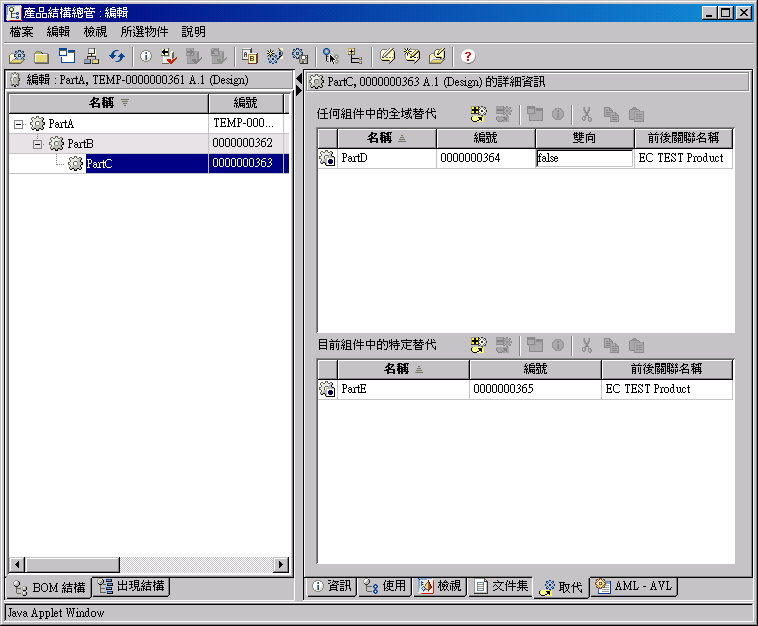 產品結構總管 : 編輯
檔案 編輯 檢視 所選物件 說明
編輯 : PartA, TEMP-0000000361 A.1 (Design)
名稱 編號
PartA TEMP-000...
PartB 0000000362
PartC 0000000363
BOM 結構 出現結構
PartC, 0000000363 A.1 (Design) 的詳細資訊
任何組件中的全域替代
名稱 編號 雙向 前後關聯名稱
PartD 0000000364 false EC TEST Product
目前組件中的特定替代
名稱 編號 前後關聯名稱
PartE 0000000365 EC TEST Product
資訊 使用 檢視 文件集 取代 AML - AVL
Java Applet Window